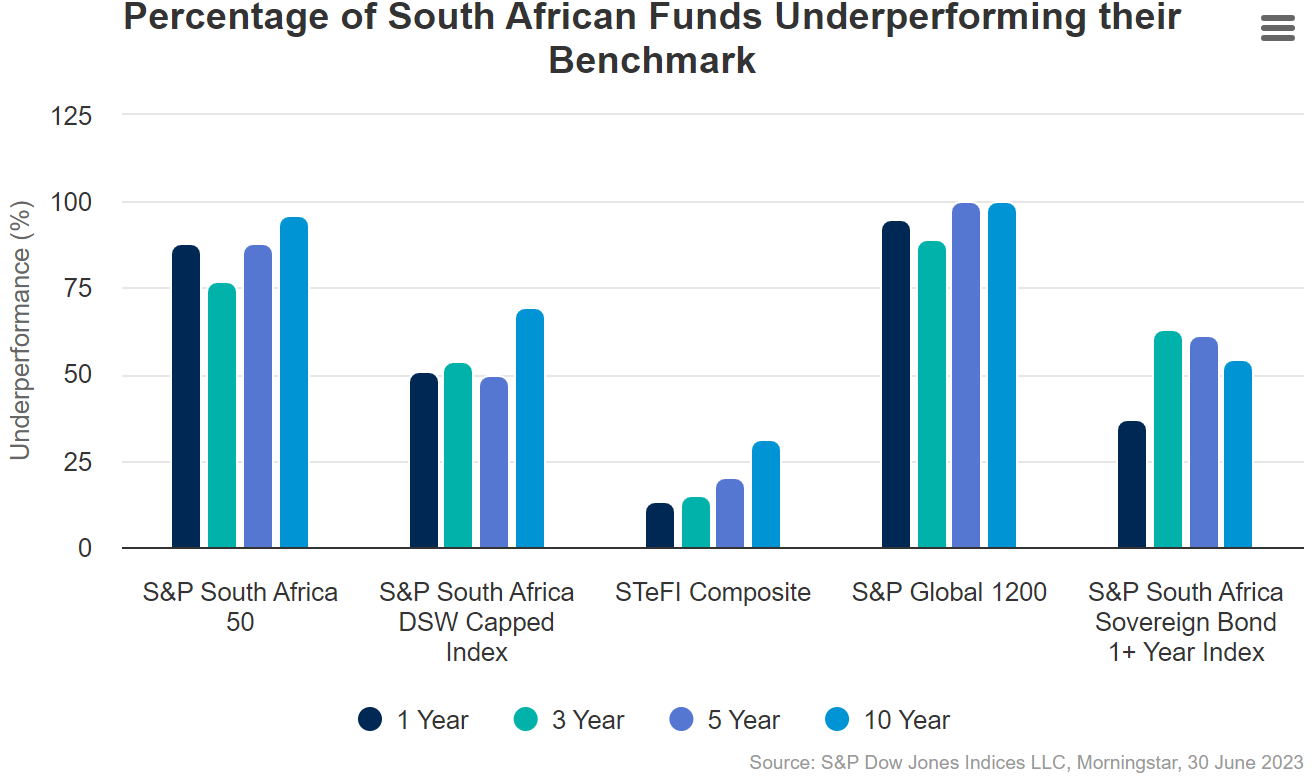 Percentage of South African Funds Underperforming their
Benchmark
Underperformance (%)
125
100
75
50
25
0
S&P South Africa
50
S&P South Africa
DSW Capped
Index
STeFI Composite
S&P Global 1200
S&P South Africa
Sovereign Bond
1+ Year Index
1 Year
3 Year
5 Year
10 Year
Source: S&P Dow Jones Indices LLC, Morningstar, 30 June 2023